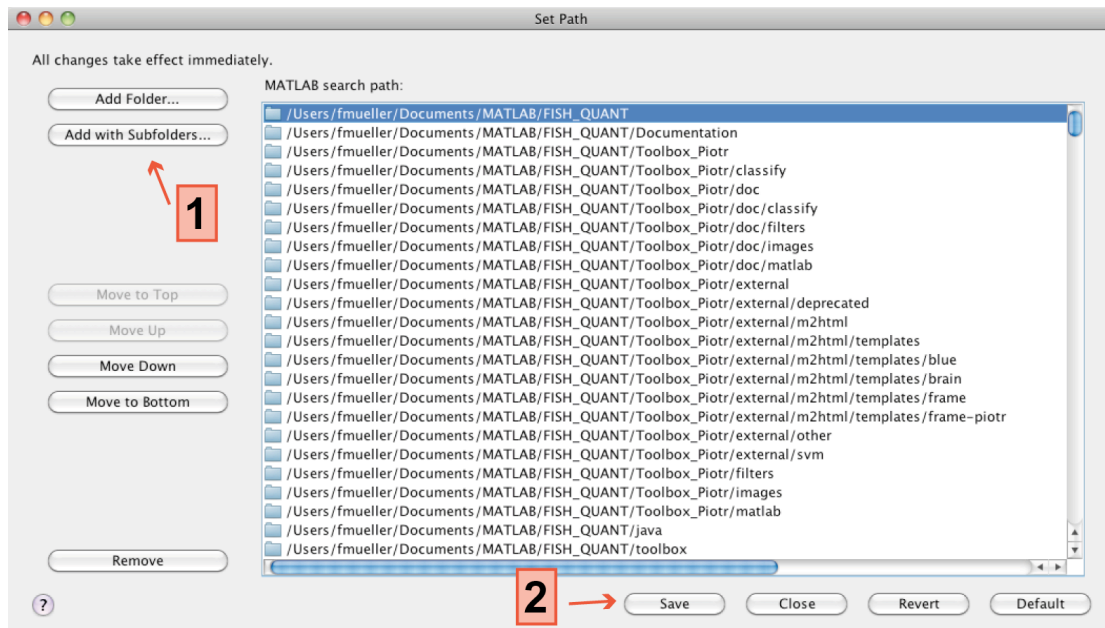 Set Path
All changes take effect immediately.
MATLAB search path:
Add Folder...
Add with Subfolders...
1
Move to Top
Move Up
Move Down
Move to Bottom
Remove
/Users/fmueller/Documents/MATLAB/FISH_QUANT
/Users/fmueller/Documents/MATLAB/FISH_QUANT/Documentation
/Users/fmueller/Documents/MATLAB/FISH_QUANT/Toolbox_Piotr
/Users/fmueller/Documents/MATLAB/FISH_QUANT/Toolbox_Piotr/classify
/Users/fmueller/Documents/MATLAB/FISH_QUANT/Toolbox_Piotr/doc
/Users/fmueller/Documents/MATLAB/FISH_QUANT/Toolbox_Piotr/doc/classify
/Users/fmueller/Documents/MATLAB/FISH_QUANT/Toolbox_Piotr/doc/filters
/Users/fmueller/Documents/MATLAB/FISH_QUANT/Toolbox_Piotr/doc/images
/Users/fmueller/Documents/MATLAB/FISH_QUANT/Toolbox_Piotr/doc/matlab
/Users/fmueller/Documents/MATLAB/FISH_QUANT/Toolbox_Piotr/external
/Users/fmueller/Documents/MATLAB/FISH_QUANT/Toolbox_Piotr/external/deprecated
/Users/fmueller/Documents/MATLAB/FISH_QUANT/Toolbox_Piotr/external/m2html
/Users/fmueller/Documents/MATLAB/FISH_QUANT/Toolbox_Piotr/external/m2html/templates
/Users/fmueller/Documents/MATLAB/FISH_QUANT/Toolbox_Piotr/external/m2html/templates/blue
/Users/fmueller/Documents/MATLAB/FISH_QUANT/Toolbox_Piotr/external/m2html/templates/brain
/Users/fmueller/Documents/MATLAB/FISH_QUANT/Toolbox_Piotr/external/m2html/templates/frame
/Users/fmueller/Documents/MATLAB/FISH_QUANT/Toolbox_Piotr/external/m2html/templates/frame-piotr
/Users/fmueller/Documents/MATLAB/FISH_QUANT/Toolbox_Piotr/external/other
/Users/fmueller/Documents/MATLAB/FISH_QUANT/Toolbox_Piotr/external/svm
/Users/fmueller/Documents/MATLAB/FISH_QUANT/Toolbox_Piotr/filters
/Users/fmueller/Documents/MATLAB/FISH_QUANT/Toolbox_Piotr/images
/Users/fmueller/Documents/MATLAB/FISH_QUANT/Toolbox_Piotr/matlab
/Users/fmueller/Documents/MATLAB/FISH_QUANT/java
/Users/fmueller/Documents/MATLAB/FISH_QUANT/toolbox
?
2
Save
Close
Revert
Default